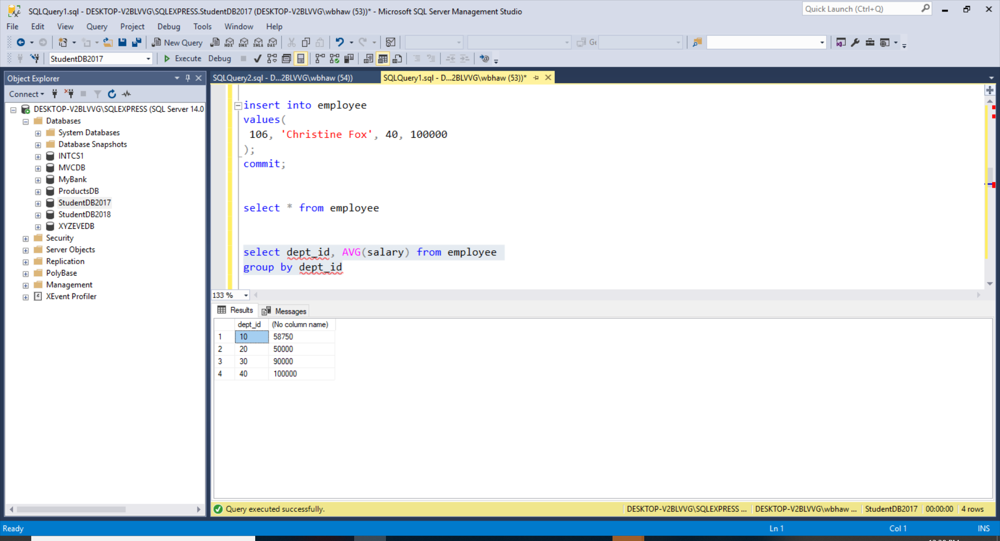 SQLQuery1.sql - DESKTOP-V2BLVVG\SQLEXPRESS.StudentDB2017 (DESKTOP-V2BLVVG\wbhaw (53))* - Microsoft SQL Server Management Studio
Quick Launch (Ctrl+Q)
File Edit View Query Project Debug Tools Window Help
New Query MDX DMX XMLA DAX
StudentDB2017 Execute Debug
Object Explorer
SQLQuery2.sql - D...2BLVVG\wbhaw (54))
SQLQuery1.sql - D...2BLVVG\wbhaw (53))*
Connect
DESKTOP-V2BLVVG\SQLEXPRESS (SQL Server 14.0
Databases
System Databases
Database Snapshots
INTCS1
MVCDB
MyBank
ProductsDB
StudentDB2017
StudentDB2018
XYZEVEDB
Security
Server Objects
Replication
PolyBase
Management
XEvent Profiler
insert into employee
values(
106, 'Christine Fox', 40, 100000
);
commit;
select * from employee
select dept_id, AVG(salary) from employee
group by dept_id
133 %
Results Messages
dept_id (No column name)
1 10 58750
2 20 50000
3 30 90000
4 40 100000
Query executed successfully.
DESKTOP-V2BLVVG\SQLEXPRESS ... DESKTOP-V2BLVVG\wbhaw ... StudentDB2017 00:00:00 4 rows
Ready Ln 1 Col 1 INS